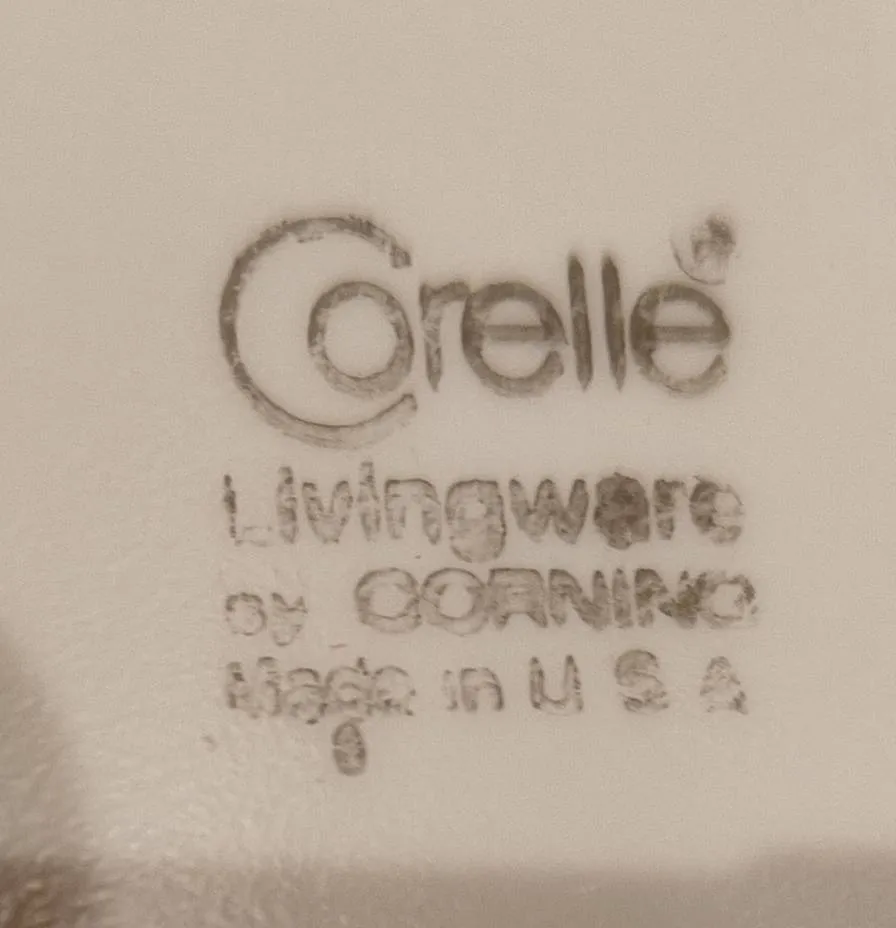 Corelle®
Livingware
by CORNING
Made in U S A